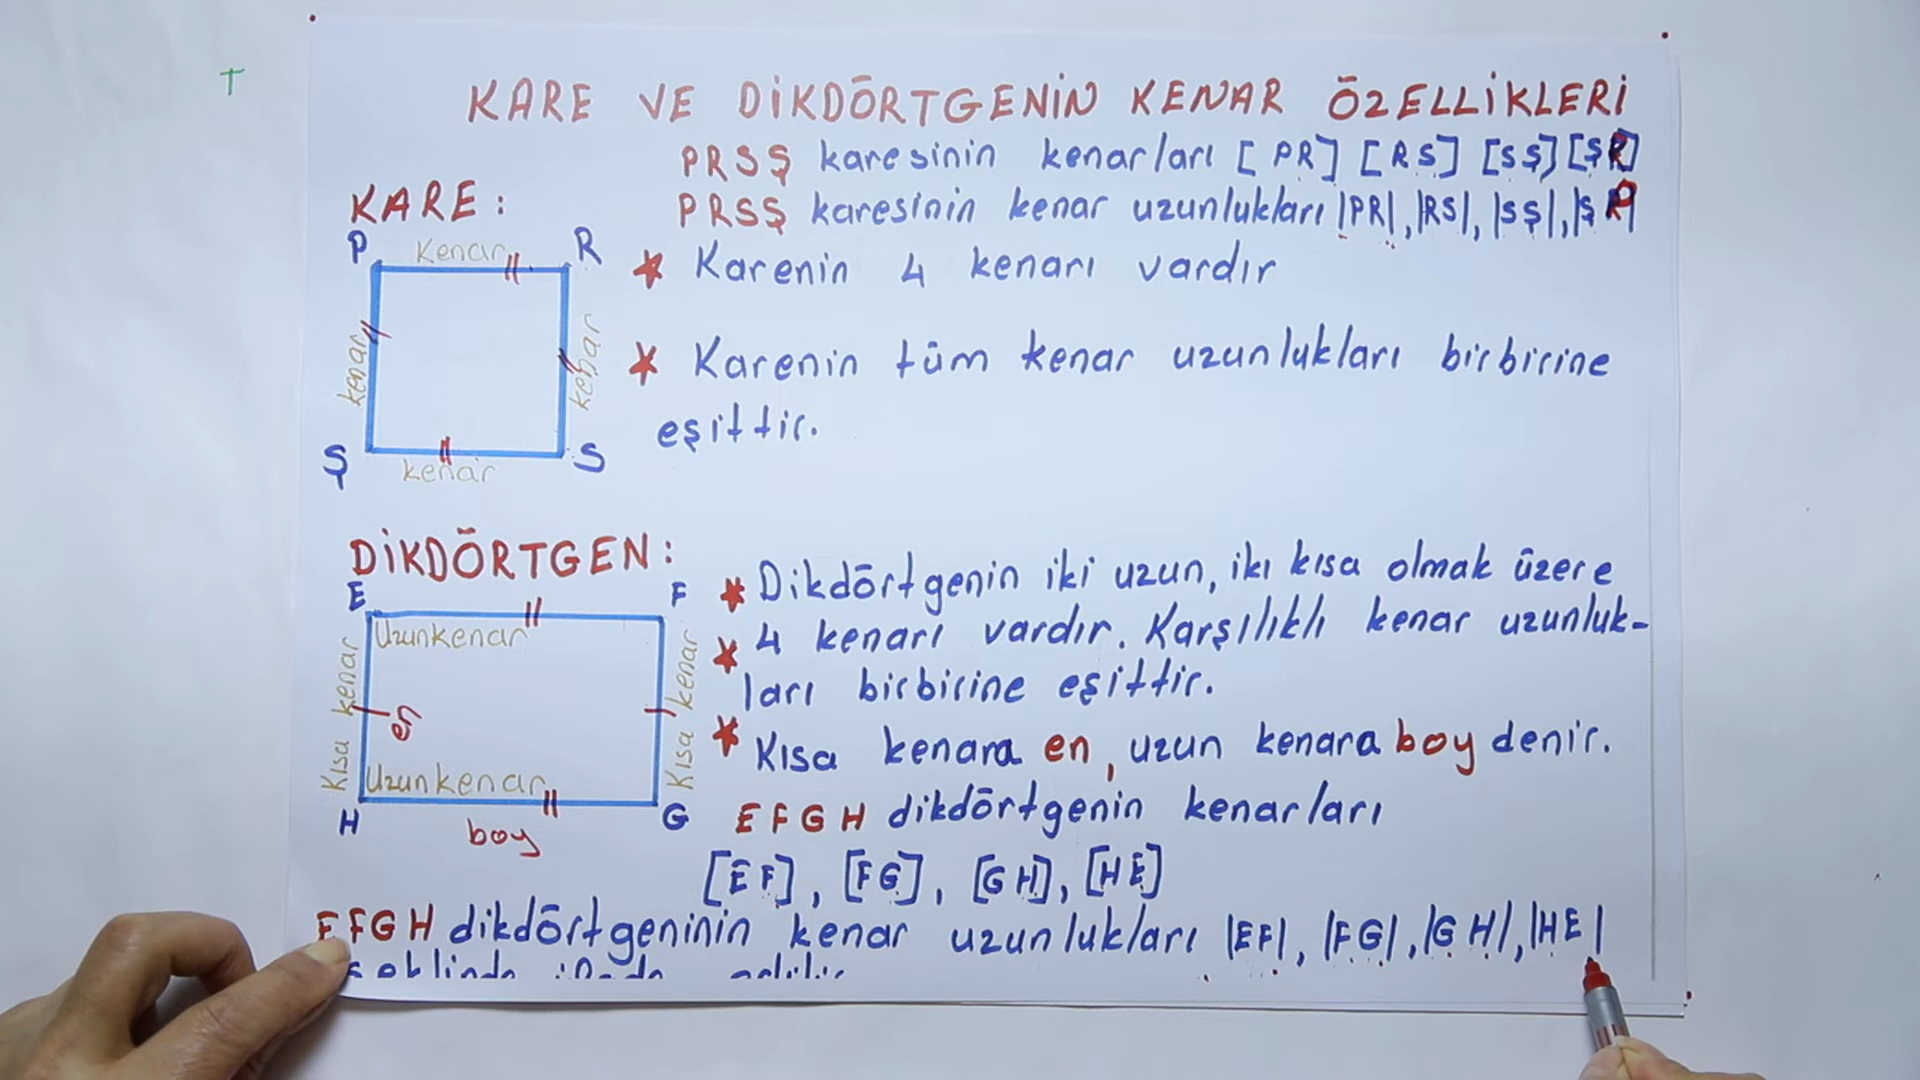 T
KARE VE DİKDÖRTGENİN KENAR ÖZELLİKLERİ
PRSŞ karesinin kenarları [PR] [RS] [SŞ] [ŞP]
PRSŞ karesinin kenar uzunlukları |PR|, |RS|, |SŞ|, |ŞP|
KARE:
P Kenar R
kenar kenar
Ş kenar S
★ Karenin 4 kenarı vardır
★ Karenin tüm kenar uzunlukları birbirine
eşittir.
DİKDÖRTGEN:
E F
Uzunkenar
Kısa kenar en Kısa kenar
Uzunkenar
H boy G
★ Dikdörtgenin iki uzun, iki kısa olmak üzere
★ 4 kenarı vardır. Karşılıklı kenar uzunluk-
ları birbirine eşittir.
★ Kısa kenara en, uzun kenara boy denir.
EFGH dikdörtgenin kenarları
[EF], [FG], [GH], [HE]
EFGH dikdörtgeninin kenar uzunlukları |EF|, |FG|, |GH|, |HE|